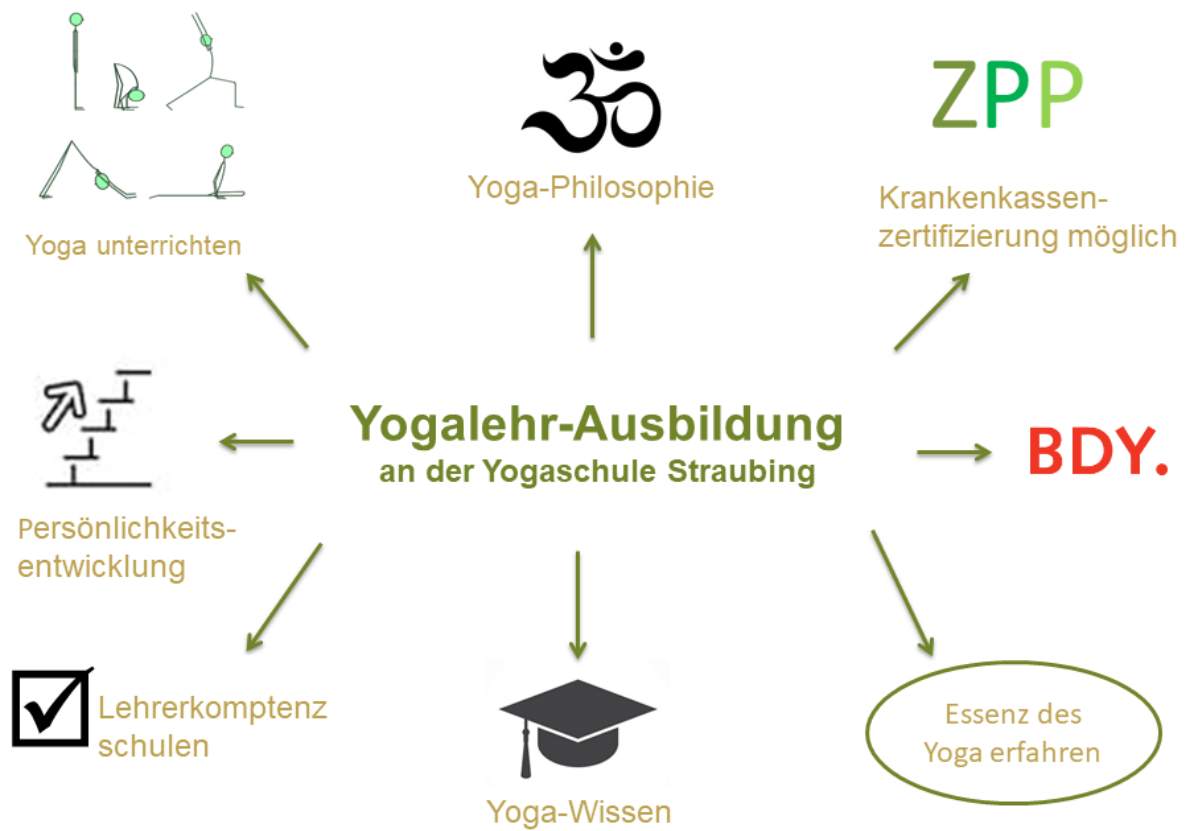 ZPP
Yoga-Philosophie
Krankenkassen-
zertifizierung möglich
Yoga unterrichten
Yogalehr-Ausbildung
an der Yogaschule Straubing
BDY.
Persönlichkeits-
entwicklung
Lehrerkomptenz
schulen
Essenz des
Yoga erfahren
Yoga-Wissen